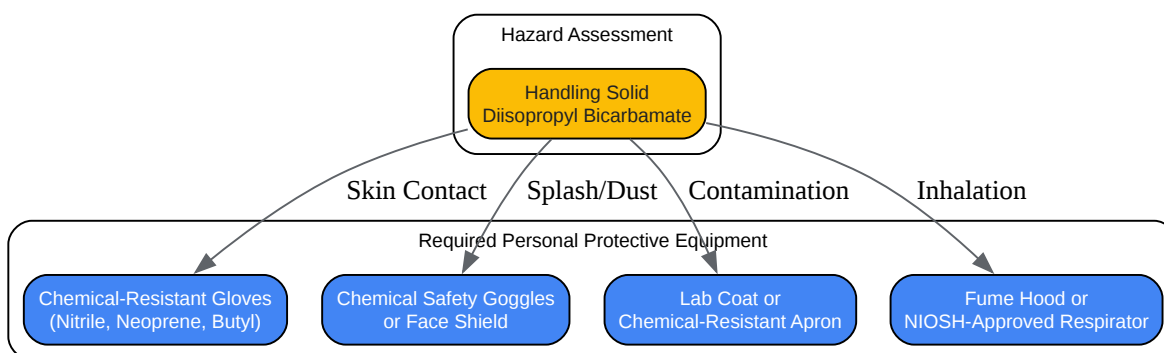 Hazard Assessment
Handling Solid
Diisopropyl Bicarbamate
Skin Contact
Splash/Dust
Contamination
Inhalation
Required Personal Protective Equipment
Chemical-Resistant Gloves
(Nitrile, Neoprene, Butyl)
Chemical Safety Goggles
or Face Shield
Lab Coat or
Chemical-Resistant Apron
Fume Hood or
NIOSH-Approved Respirator